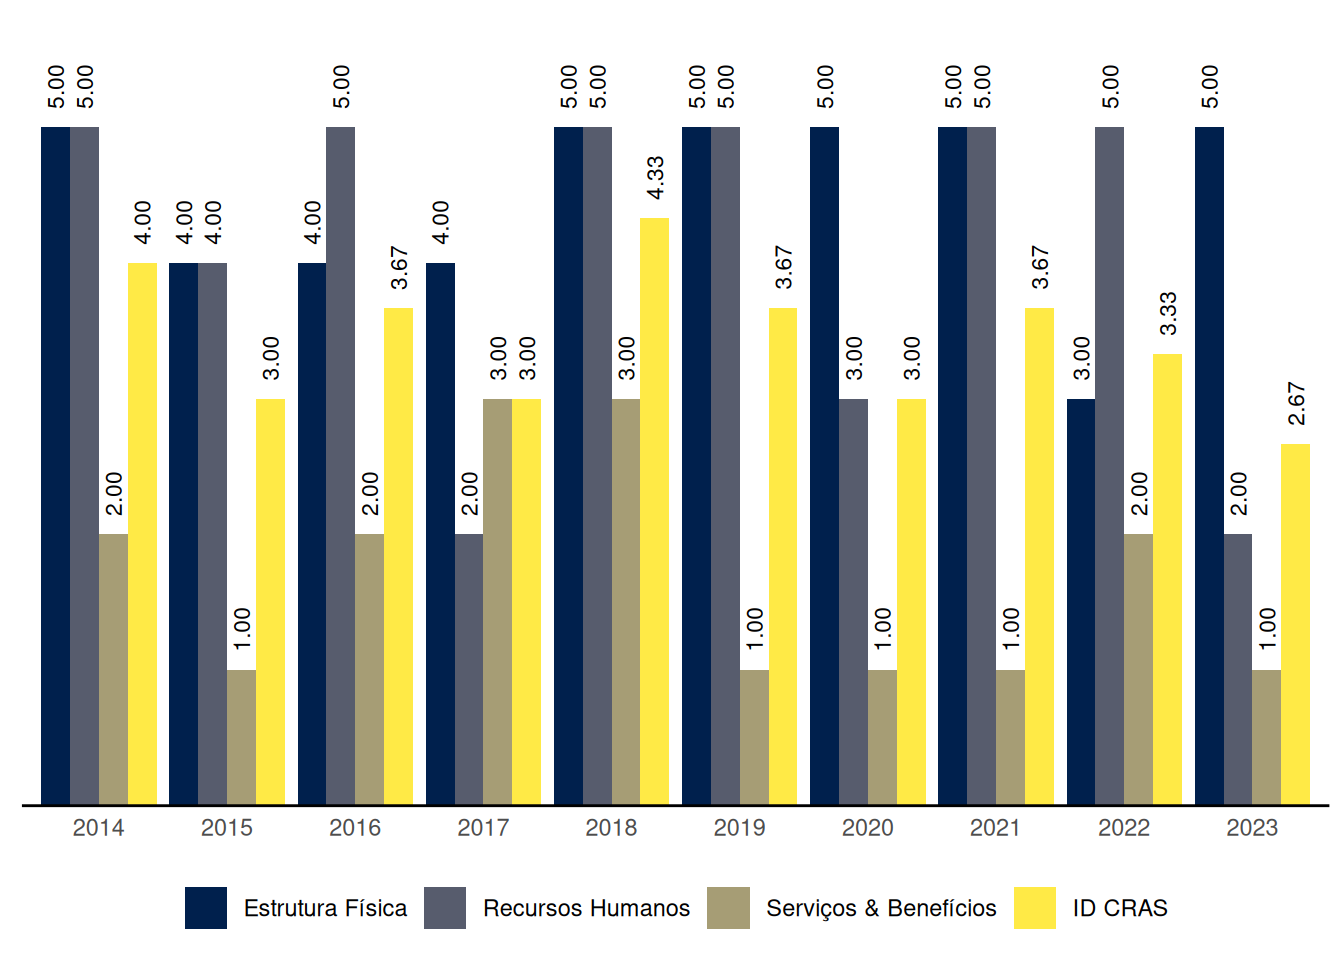 5.00 5.00 2.00 4.00
4.00 4.00 1.00 3.00
4.00 5.00 2.00 3.67
4.00 2.00 3.00 3.00
5.00 5.00 3.00 4.33
5.00 5.00 1.00 3.67
5.00 3.00 1.00 3.00
5.00 5.00 1.00 3.67
3.00 5.00 2.00 3.33
5.00 2.00 1.00 2.67
2014 2015 2016 2017 2018 2019 2020 2021 2022 2023
Estrutura Física Recursos Humanos Serviços & Benefícios ID CRAS